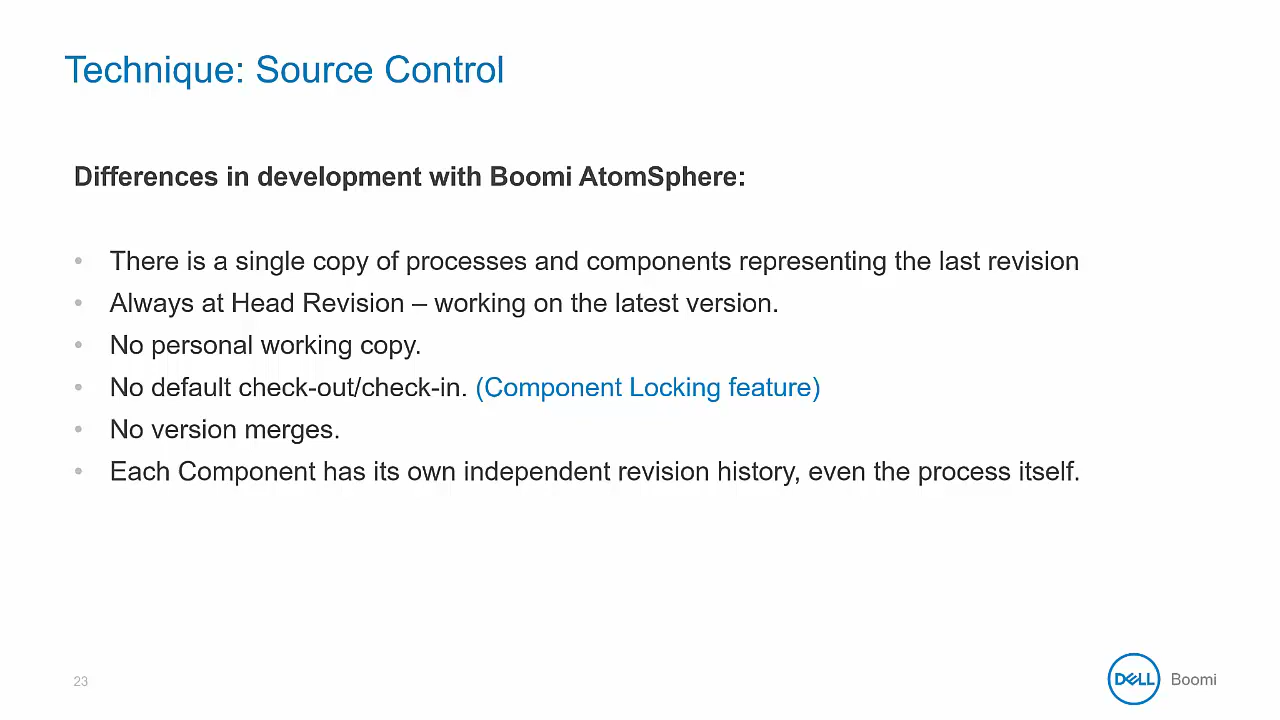 Technique: Source Control
Differences in development with Boomi AtomSphere:
• There is a single copy of processes and components representing the last revision
• Always at Head Revision – working on the latest version.
• No personal working copy.
• No default check-out/check-in. (Component Locking feature)
• No version merges.
• Each Component has its own independent revision history, even the process itself.
23
DELL Boomi